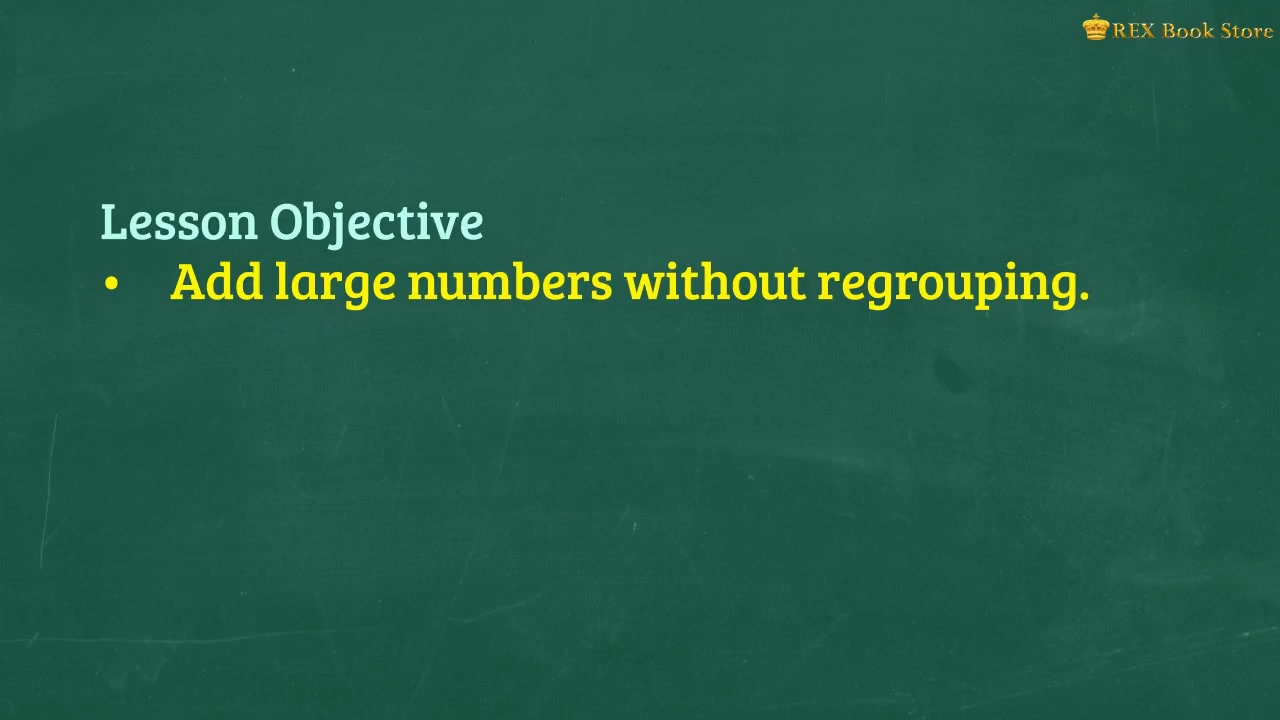 REX Book Store
Lesson Objective
• Add large numbers without regrouping.